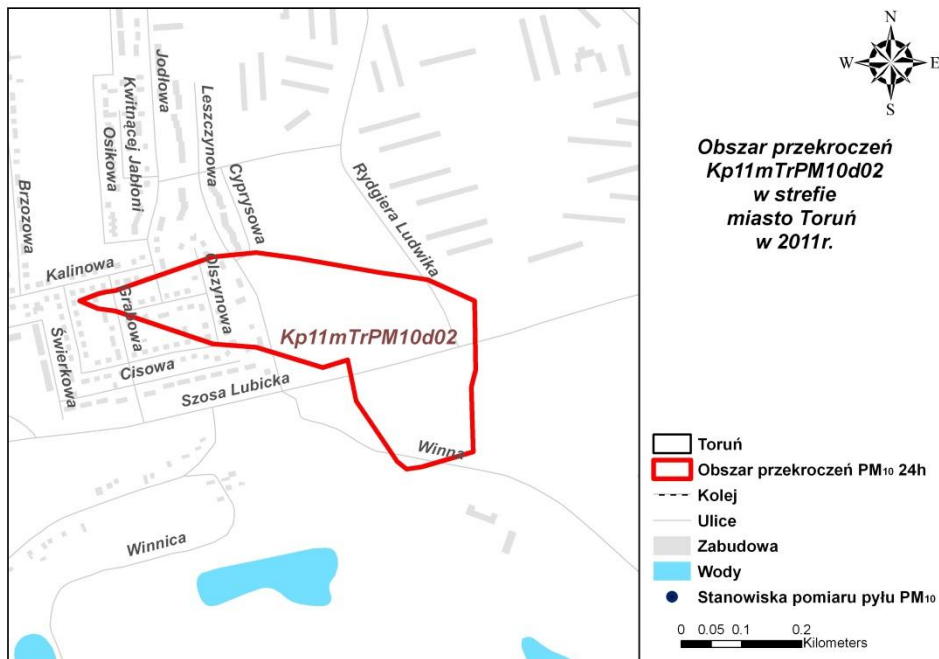 N
W E
S
Obszar przekroczeń
Kp11mTrPM10d02
w strefie
miasto Toruń
w 2011r.
Jodłowa
Kwitnącej Jabłoni
Osikowa
Leszczynowa
Cyprysowa
Brzozowa
Rydgiera Ludwika
Kalinowa
Grabowa
Olszynowa
Kp11mTrPM10d02
Świerkowa
Cisowa
Szosa Lubicka
Winna
Winnica
Toruń
Obszar przekroczeń PM10 24h
Kolej
Ulice
Zabudowa
Wody
Stanowiska pomiaru pyłu PM10
0 0.05 0.1 0.2
Kilometers